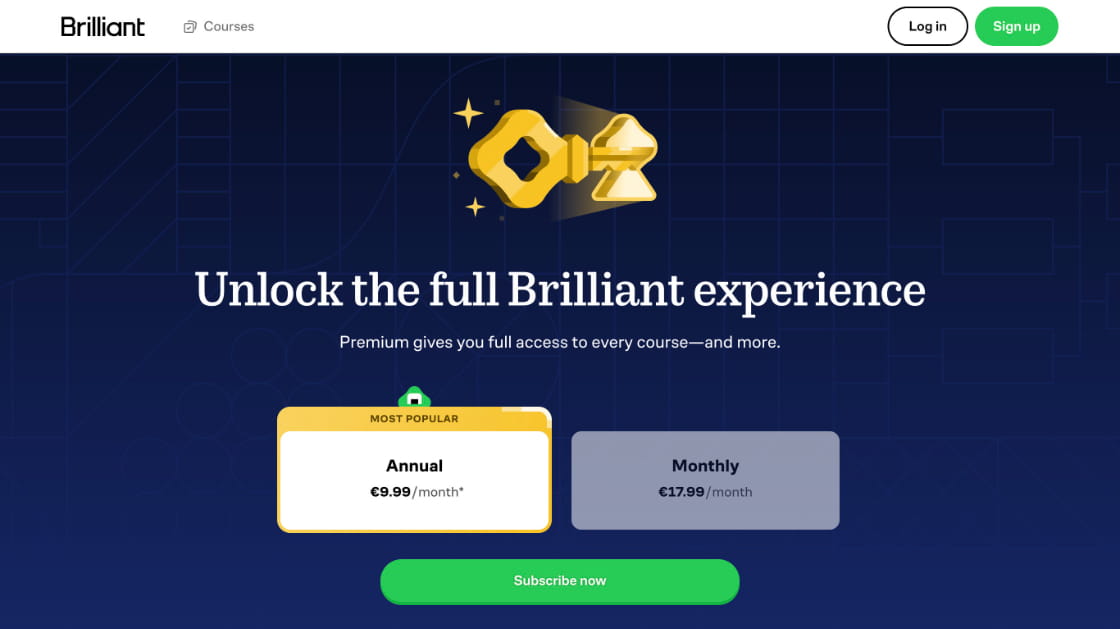 Brilliant
Courses
Log in
Sign up
Unlock the full Brilliant experience
Premium gives you full access to every course—and more.
MOST POPULAR
Annual
€9.99/month*
Monthly
€17.99/month
Subscribe now